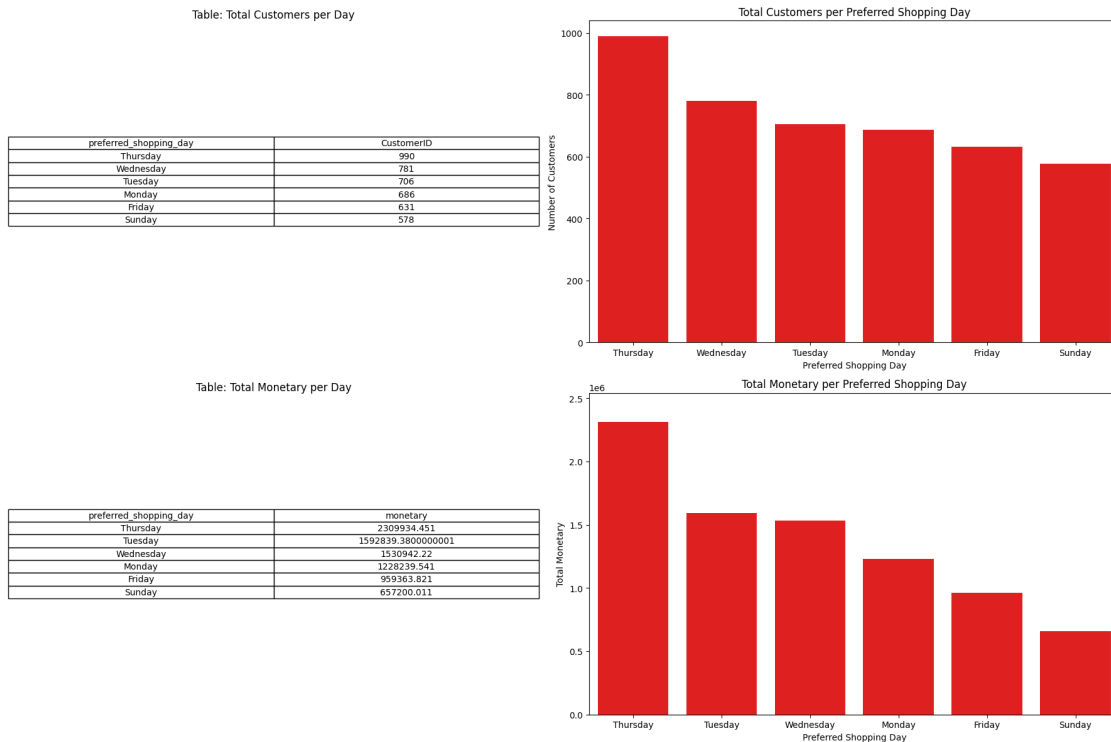 Table: Total Customers per Day
preferred_shopping_day CustomerID
Thursday 990
Wednesday 781
Tuesday 706
Monday 686
Friday 631
Sunday 578
Total Customers per Preferred Shopping Day
Number of Customers
1000
800
600
400
200
0
Thursday Wednesday Tuesday Monday Friday Sunday
Preferred Shopping Day
Table: Total Monetary per Day
preferred_shopping_day monetary
Thursday 2309934.451
Tuesday 1592839.3800000001
Wednesday 1530942.22
Monday 1228239.541
Friday 959363.821
Sunday 657200.011
Total Monetary per Preferred Shopping Day
1e6
Total Monetary
2.5
2.0
1.5
1.0
0.5
0.0
Thursday Tuesday Wednesday Monday Friday Sunday
Preferred Shopping Day